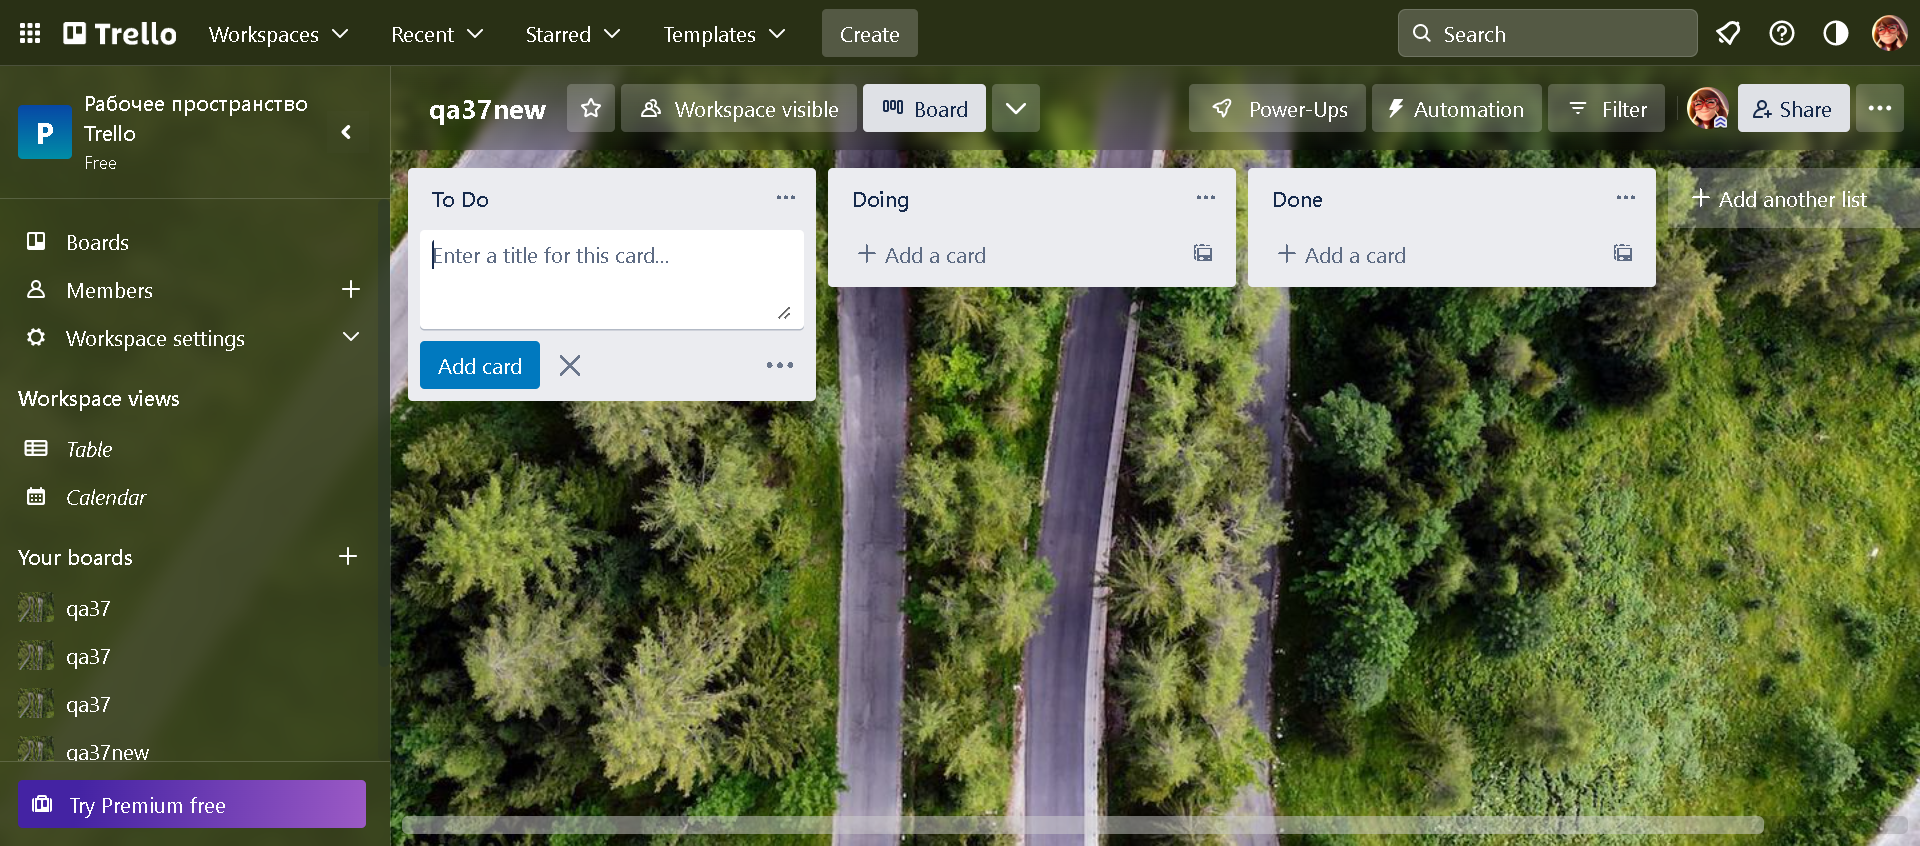 Trello
Workspaces
Recent
Starred
Templates
Create
Search
Рабочее пространство
Trello
Free
P
qa37new
Workspace visible
Board
Power-Ups
Automation
Filter
Share
To Do
Enter a title for this card...
Add card
Doing
Add a card
Done
Add a card
Add another list
Boards
Members
Workspace settings
Workspace views
Table
Calendar
Your boards
qa37
qa37
qa37
qa37new
Try Premium free